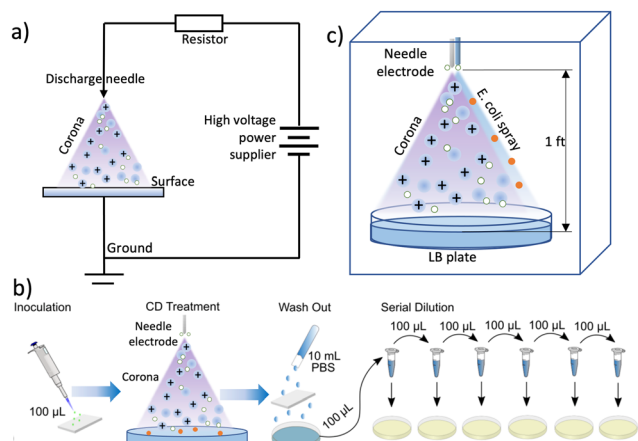 a)
Resistor
Discharge needle
Corona
High voltage
power
supplier
Surface
Ground
c)
Needle
electrode
Corona
E. coli spray
1 ft
LB plate
b)
Inoculation
100 µL
CD Treatment
Needle
electrode
Corona
Wash Out
10 mL
PBS
100 µL
Serial Dilution
100 µL
100 µL
100 µL
100 µL
100 µL